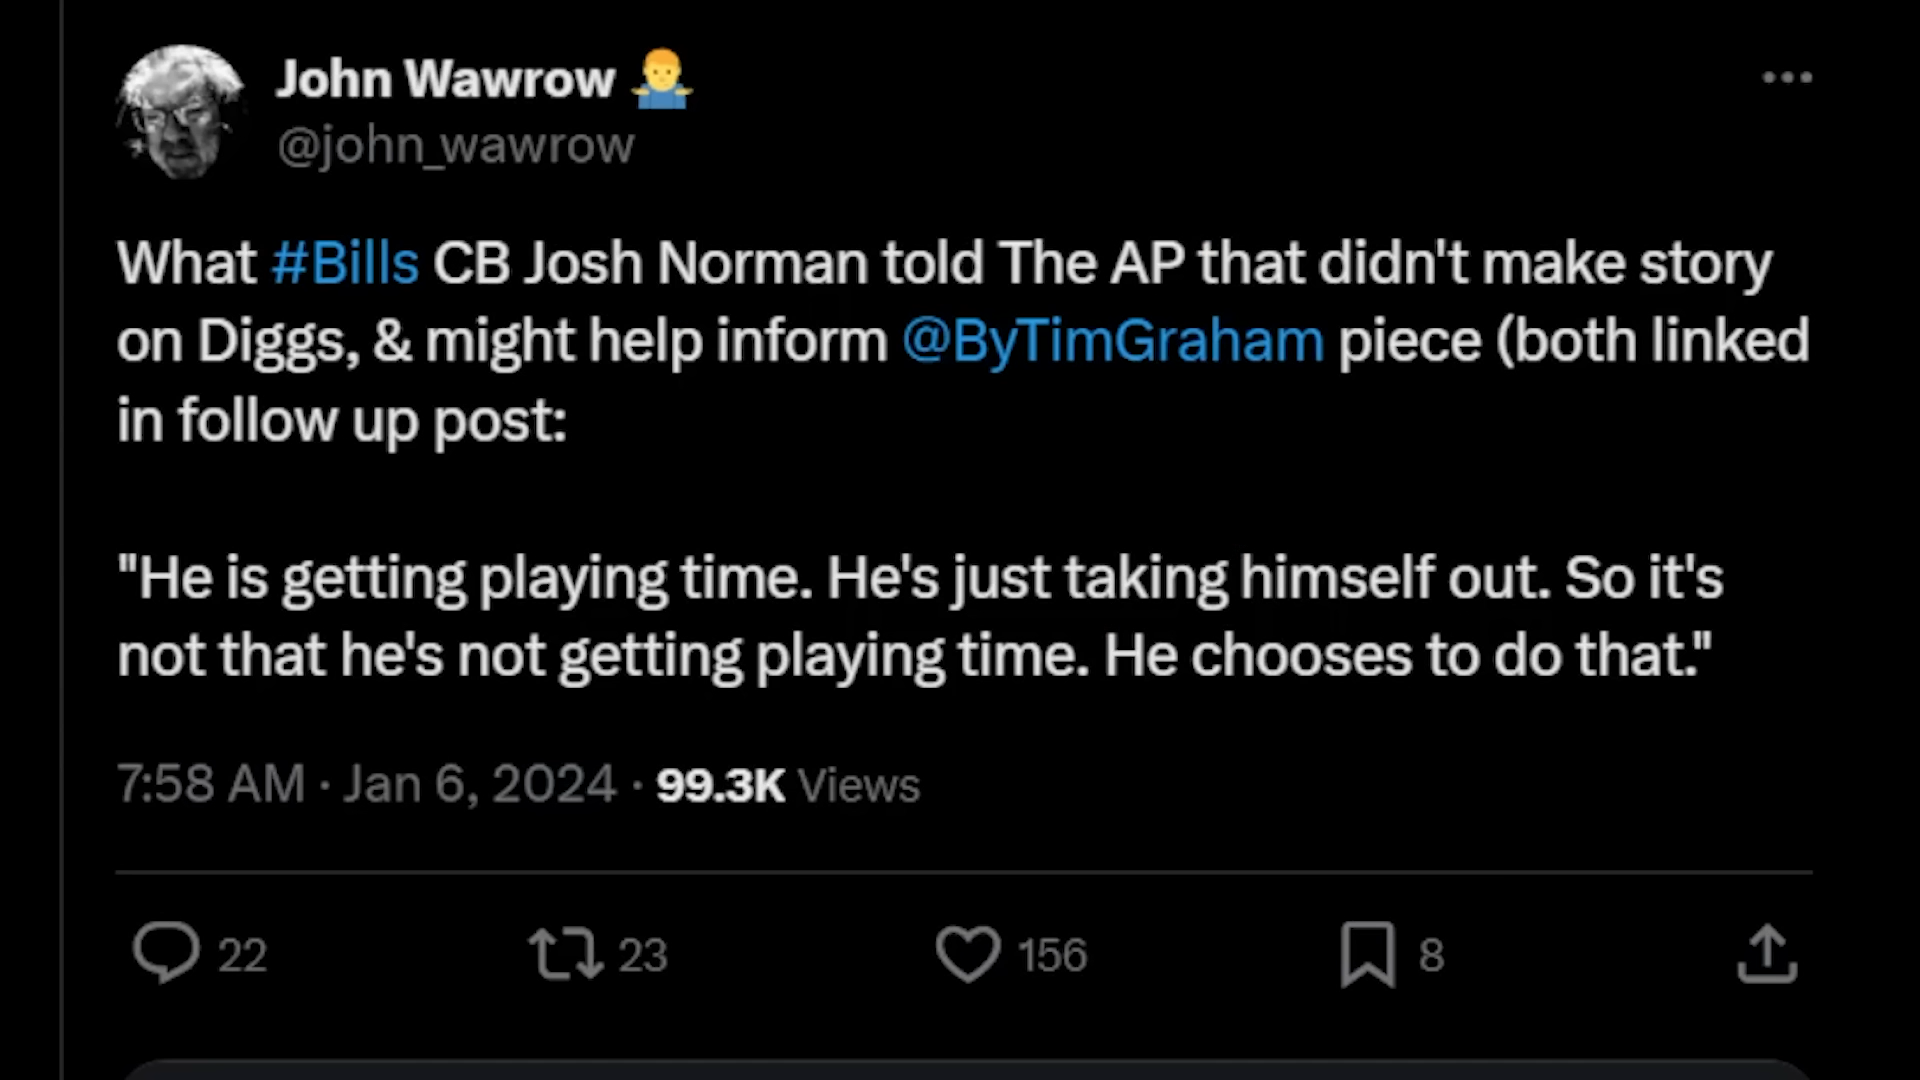 John Wawrow 🤷‍♂️
@john_wawrow
What #Bills CB Josh Norman told The AP that didn't make story
on Diggs, & might help inform @ByTimGraham piece (both linked
in follow up post:
"He is getting playing time. He's just taking himself out. So it's
not that he's not getting playing time. He chooses to do that."
7:58 AM · Jan 6, 2024 · 99.3K Views
22 23 156 8